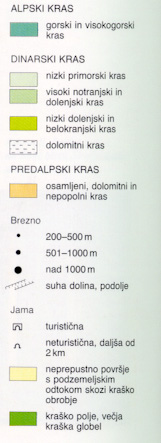 ALPSKI KRAS
gorski in visokogorski
kras
DINARSKI KRAS
nizki primorski kras
visoki notranjski in
dolenjski kras
nizki dolenjski in
belokranjski kras
dolomitni kras
PREDALPSKI KRAS
osamljeni, dolomitni in
nepopolni kras
Brezno
200–500 m
501–1000 m
nad 1000 m
suha dolina, podolje
Jama
turistična
neturistična, daljša od
2 km
neprepustno površje
s podzemeljskim
odtokom skozi kraško
obrobje
kraško polje, večja
kraška globel